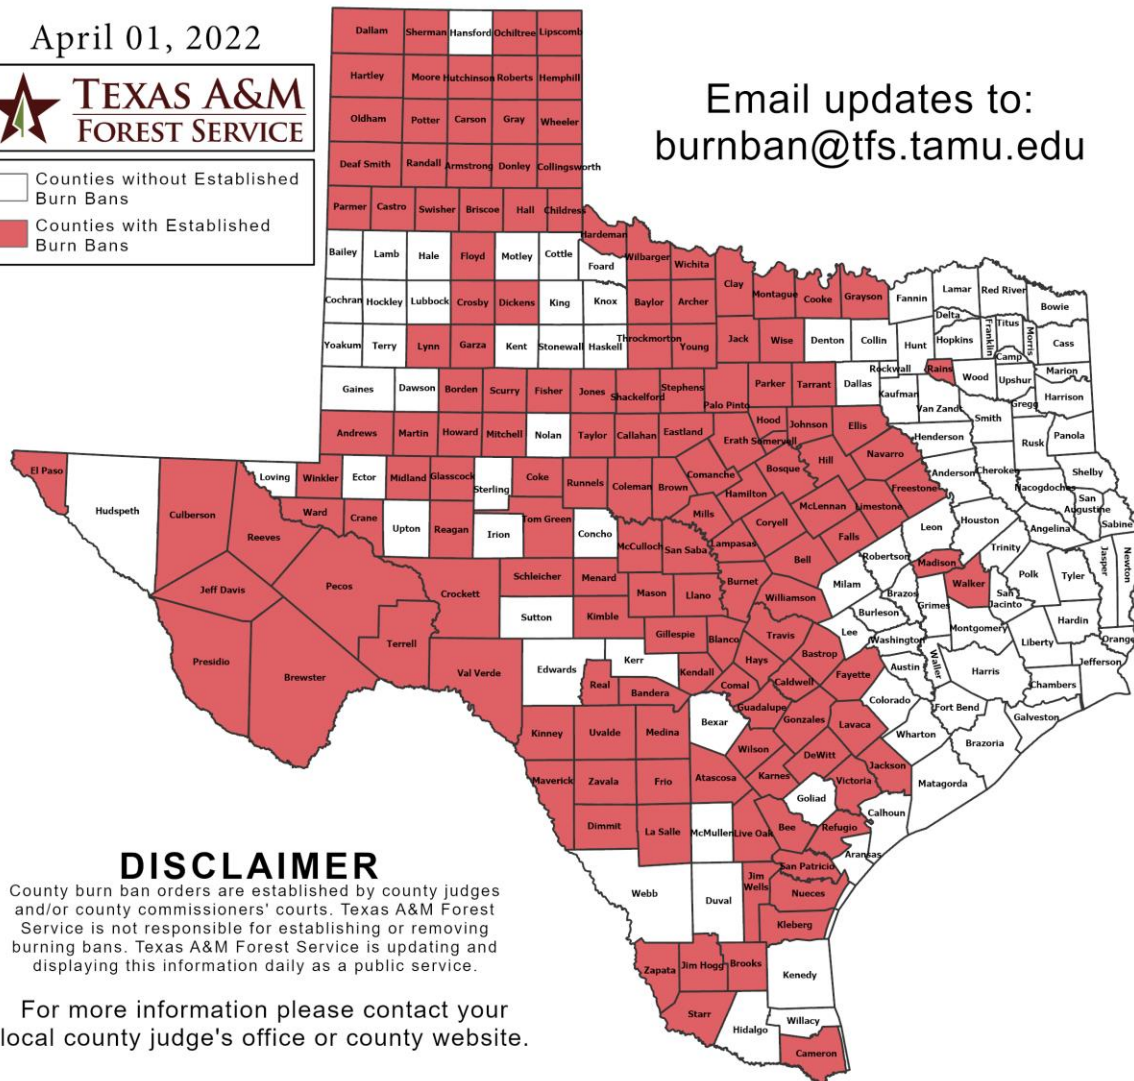 April 01, 2022
TEXAS A&M
FOREST SERVICE
Counties without Established
Burn Bans
Counties with Established
Burn Bans
Email updates to:
burnban@tfs.tamu.edu
Dallam Sherman Hansford Ochiltree Lipscomb
Hartley Moore Hutchinson Roberts Hemphill
Oldham Potter Carson Gray Wheeler
Deaf Smith Randall Armstrong Donley Collingsworth
Parmer Castro Swisher Briscoe Hall Childress
Hardeman
Bailey Lamb Hale Floyd Motley Cottle Foard Wilbarger Wichita
Clay Montague Cooke Grayson Fannin Lamar Red River Bowie
Cochran Hockley Lubbock Crosby Dickens King Knox Baylor Archer
Delta Titus Franklin Morris
Yoakum Terry Lynn Garza Kent Stonewall Haskell Throckmorton Young Jack Wise Denton Collin Hunt Hopkins Cass
Camp
Rockwall Rains Wood Upshur Marion
Gaines Dawson Borden Scurry Fisher Jones Shackelford Stephens Palo Pinto Parker Tarrant Dallas Kaufman Van Zandt Gregg Harrison
Smith
Andrews Martin Howard Mitchell Nolan Taylor Callahan Eastland Erath Hood Somervell Johnson Ellis Henderson Rusk Panola
El Paso Hudspeth Culberson Loving Winkler Ector Midland Glasscock Sterling Coke Runnels Coleman Brown Comanche Bosque Hill Navarro Anderson Cherokee Shelby
Hamilton Freestone Nacogdoches San Augustine Sabine
Reeves Ward Crane Upton Reagan Irion Tom Green Concho McCulloch San Saba Mills Coryell McLennan Limestone Leon Houston Angelina
Lampasas Falls Robertson Trinity
Jeff Davis Pecos Crockett Schleicher Menard Mason Llano Burnet Bell Milam Madison Walker Polk Tyler Jasper Newton
Williamson Brazos Grimes San Jacinto
Sutton Kimble Burleson Hardin
Presidio Brewster Terrell Val Verde Edwards Kerr Gillespie Blanco Travis Lee Washington Montgomery Liberty Orange
Hays Bastrop Austin Waller Harris Jefferson
Real Bandera Kendall Comal Caldwell Fayette Colorado Chambers
Guadalupe Fort Bend Galveston
Kinney Uvalde Medina Bexar Gonzales Lavaca Wharton Brazoria
Wilson DeWitt Jackson
Maverick Zavala Frio Atascosa Karnes Victoria Matagorda
Goliad Calhoun
Dimmit La Salle McMullen Live Oak Bee Refugio
Aransas
San Patricio
Webb Duval Jim Wells Nueces
Kleberg
Zapata Jim Hogg Brooks Kenedy
Starr Hidalgo Willacy
Cameron
DISCLAIMER
County burn ban orders are established by county judges
and/or county commissioners' courts. Texas A&M Forest
Service is not responsible for establishing or removing
burning bans. Texas A&M Forest Service is updating and
displaying this information daily as a public service.
For more information please contact your
local county judge's office or county website.